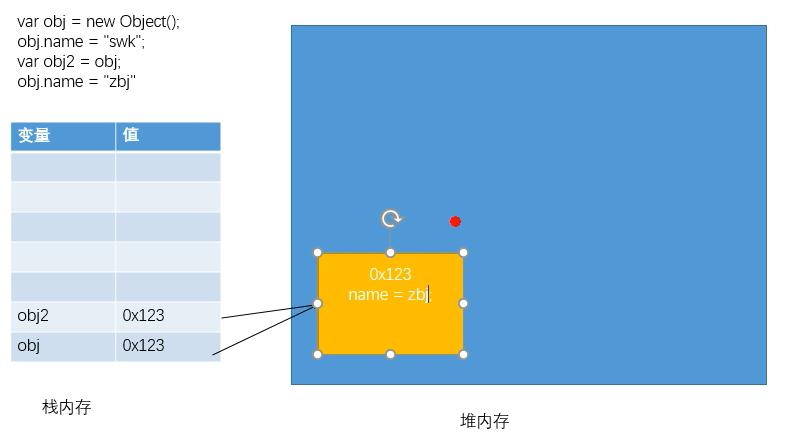 var obj = new Object();
obj.name = "swk";
var obj2 = obj;
obj.name = "zbj"
变量 值
obj2 0x123
obj 0x123
0x123
name = zbj;
栈内存
堆内存